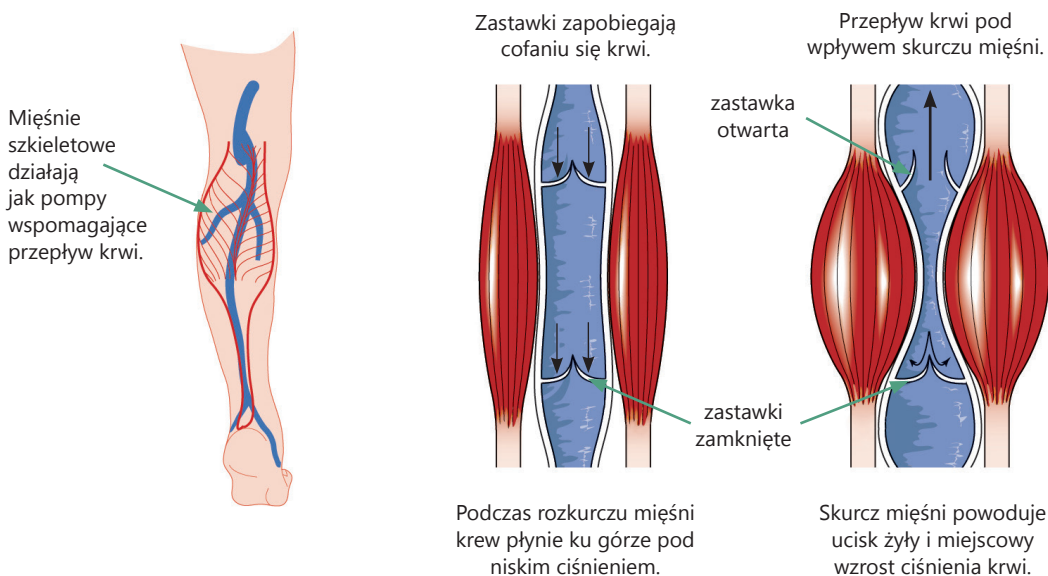 Mięśnie
szkieletowe
działają
jak pompy
wspomagające
przepływ krwi.
Zastawki zapobiegają
cofaniu się krwi.
Przepływ krwi pod
wpływem skurczu mięśni.
zastawka
otwarta
zastawki
zamknięte
Podczas rozkurczu mięśni
krew płynie ku górze pod
niskim ciśnieniem.
Skurcz mięśni powoduje
ucisk żyły i miejscowy
wzrost ciśnienia krwi.